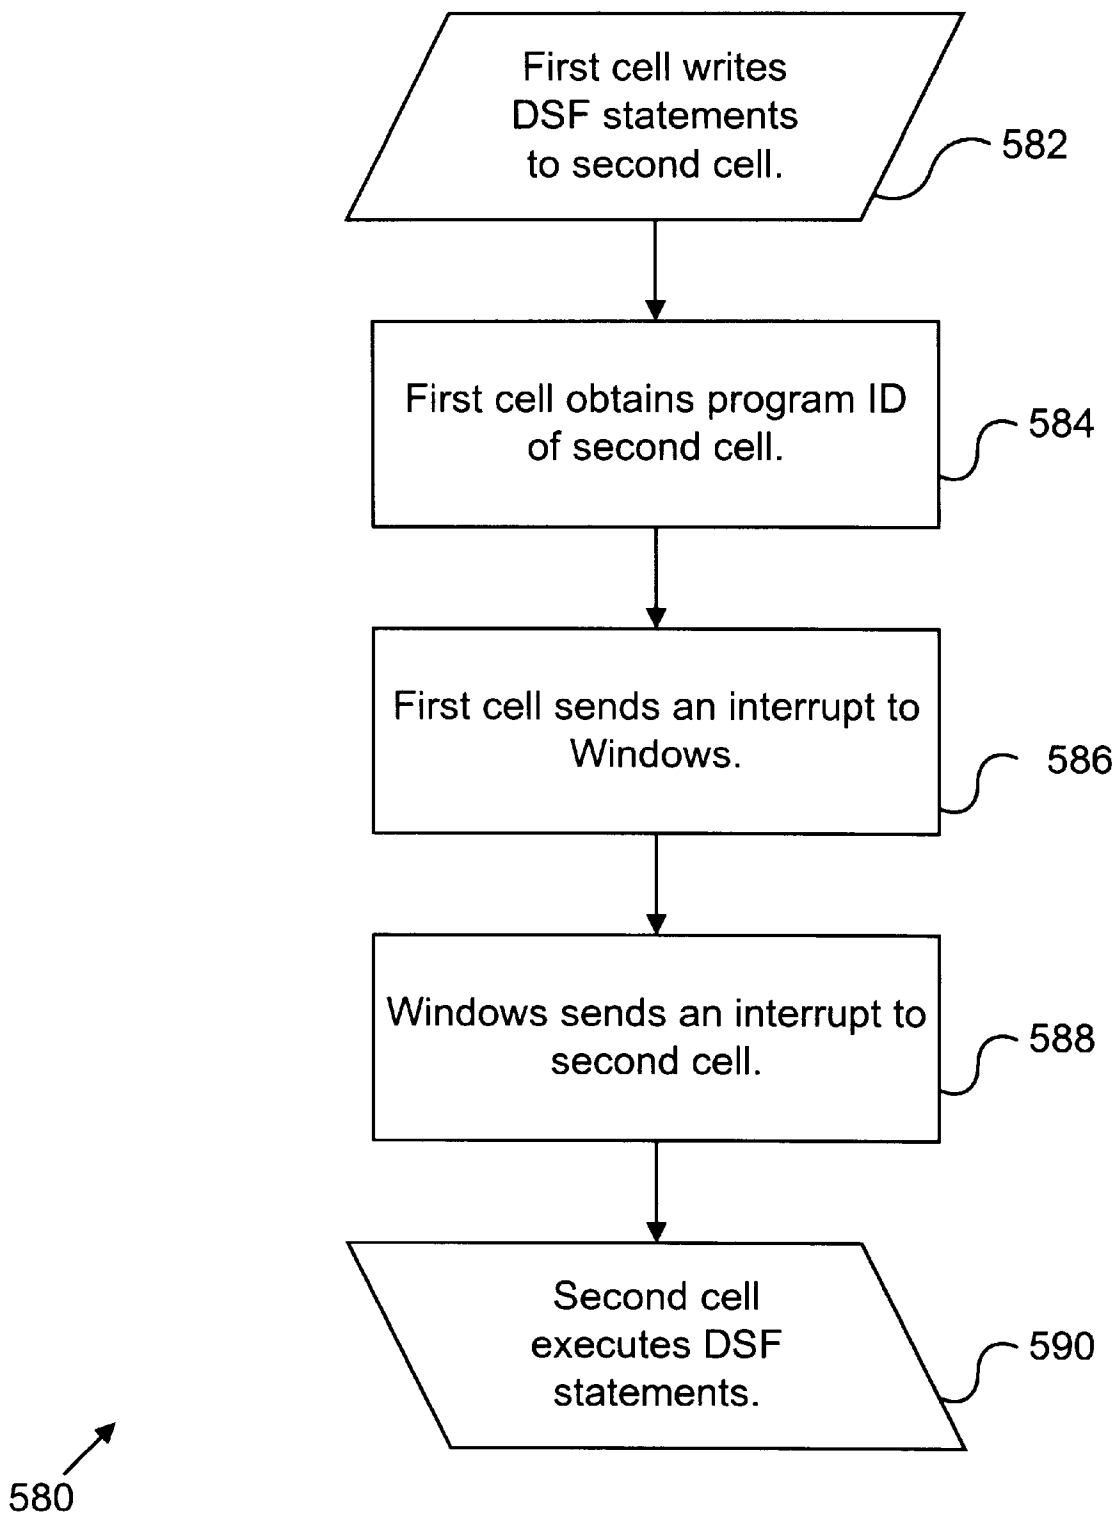 First cell writes
DSF statements
to second cell.
582
First cell obtains program ID
of second cell.
584
First cell sends an interrupt to
Windows.
586
Windows sends an interrupt to
second cell.
588
Second cell
executes DSF
statements.
590
580